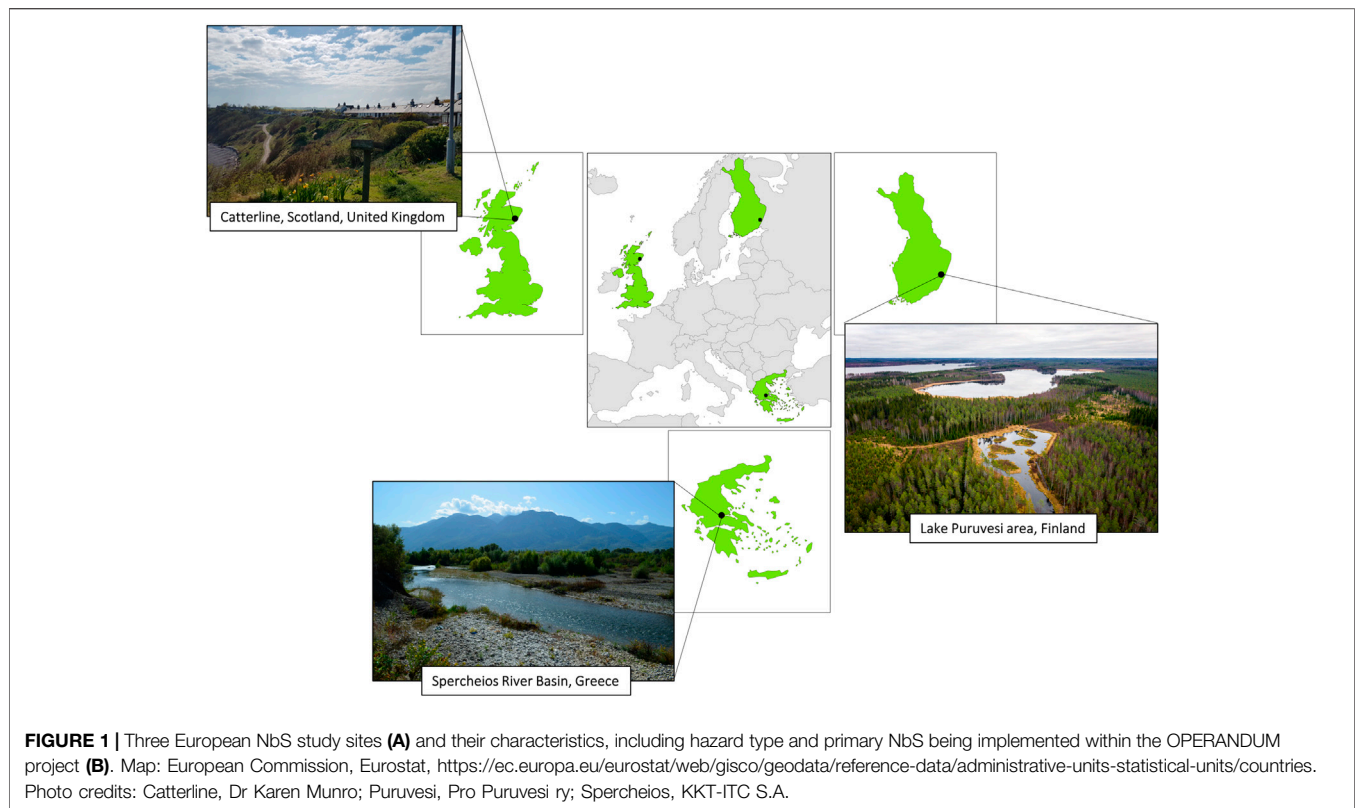 Catterline, Scotland, United Kingdom
Lake Puruvesi area, Finland
Spercheios River Basin, Greece
FIGURE 1 | Three European NbS study sites (A) and their characteristics, including hazard type and primary NbS being implemented within the OPERANDUM
project (B). Map: European Commission, Eurostat, https://ec.europa.eu/eurostat/web/gisco/geodata/reference-data/administrative-units-statistical-units/countries.
Photo credits: Catterline, Dr Karen Munro; Puruvesi, Pro Puruvesi ry; Spercheios, KKT-ITC S.A.